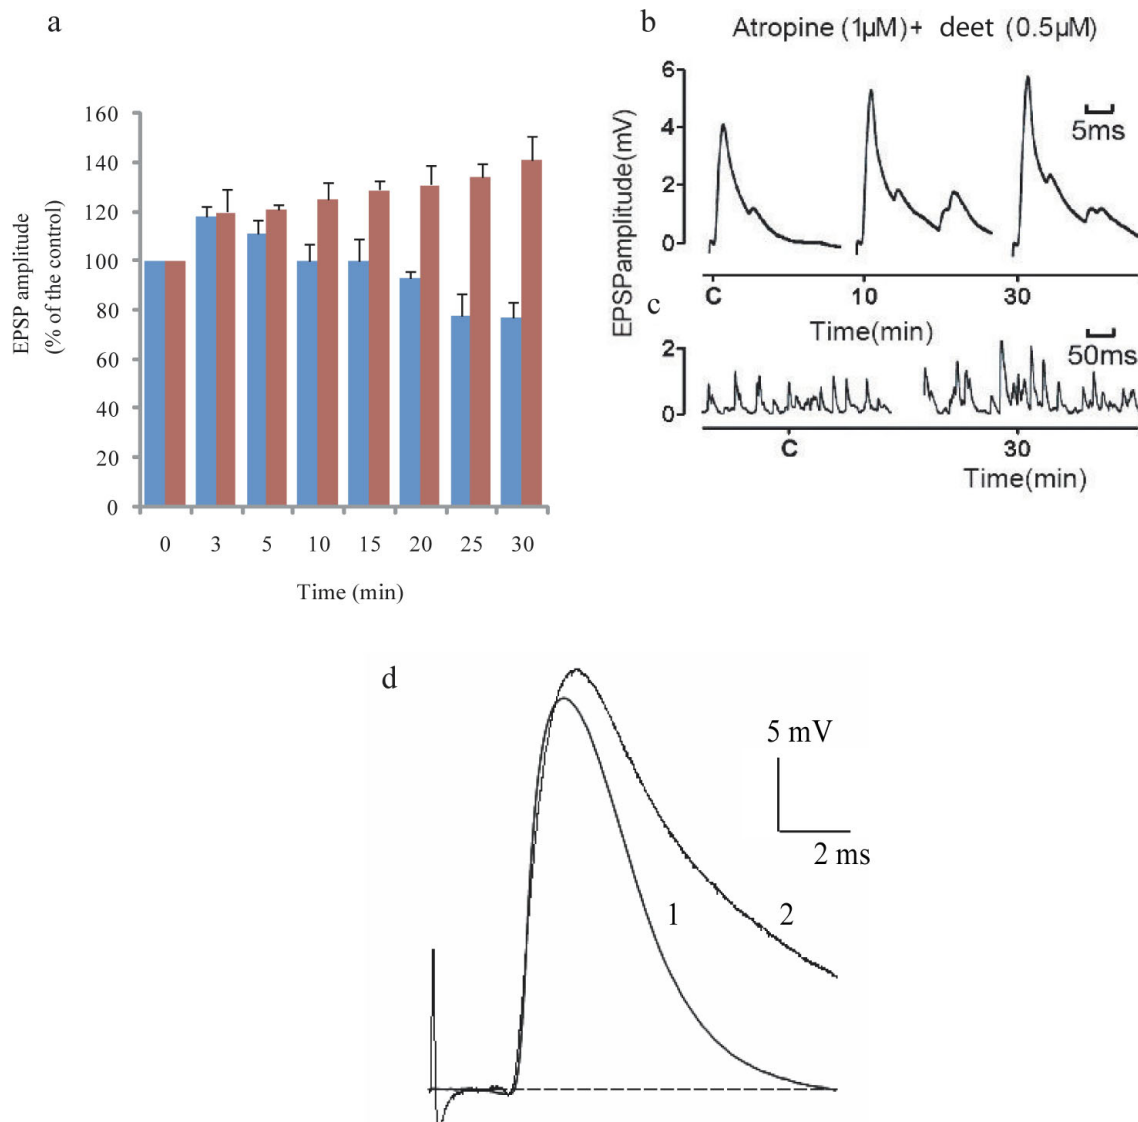 a
EPSP amplitude
(% of the control)
160
140
120
100
80
60
40
20
0
0 3 5 10 15 20 25 30
Time (min)
b
Atropine (1µM)+ deet (0.5µM)
EPSPamplitude(mV)
6
4
2
0
5ms
C 10 30
Time(min)
c
50ms
2
0
C 30
Time(min)
d
5 mV
2 ms
1 2